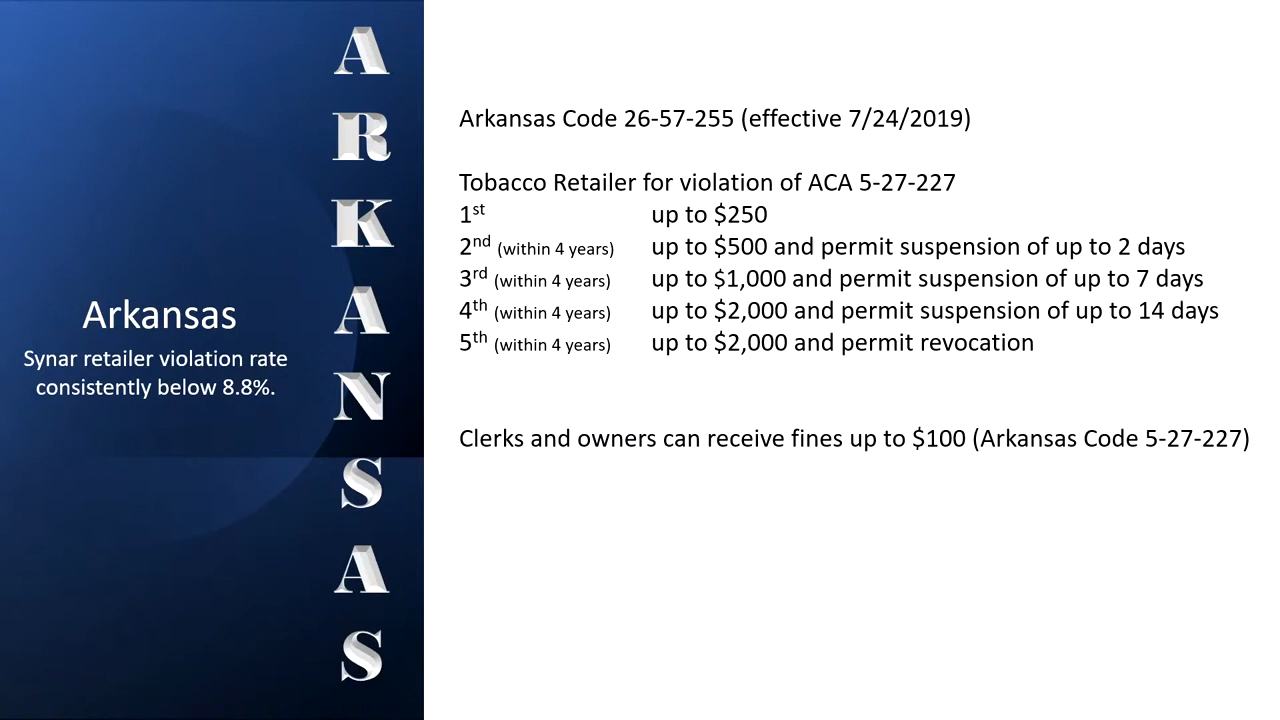 Arkansas
Synar retailer violation rate
consistently below 8.8%.
A
R
K
A
N
S
A
S
Arkansas Code 26-57-255 (effective 7/24/2019)
Tobacco Retailer for violation of ACA 5-27-227
1st up to $250
2nd (within 4 years) up to $500 and permit suspension of up to 2 days
3rd (within 4 years) up to $1,000 and permit suspension of up to 7 days
4th (within 4 years) up to $2,000 and permit suspension of up to 14 days
5th (within 4 years) up to $2,000 and permit revocation
Clerks and owners can receive fines up to $100 (Arkansas Code 5-27-227)